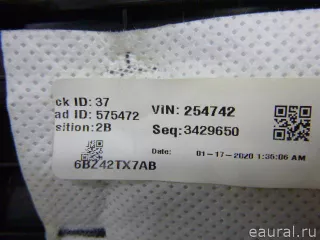 ck ID: 37
ad ID: 575472
sition: 2B
ViN: 254742
Seq: 3429650
Date: 01-17-2020 1:35:06 AM
6BZ42TX7AB
eaural.ru